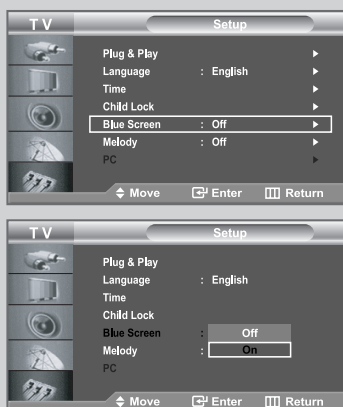 TV Setup
Plug & Play
Language : English
Time
Child Lock
Blue Screen : Off
Melody : Off
PC
Move Enter Return
TV Setup
Plug & Play
Language : English
Time
Child Lock
Blue Screen : Off
Melody : On
PC
Move Enter Return